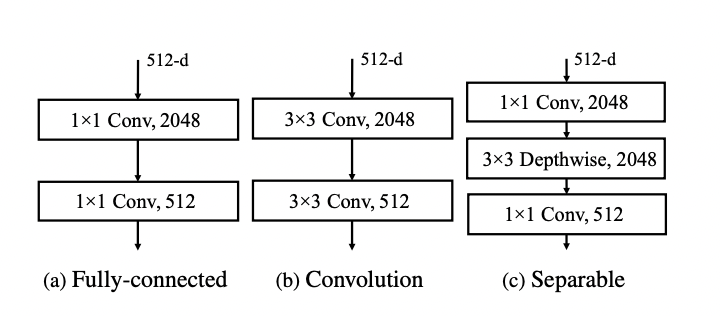 512-d
1×1 Conv, 2048
1×1 Conv, 512
(a) Fully-connected
512-d
3×3 Conv, 2048
3×3 Conv, 512
(b) Convolution
512-d
1×1 Conv, 2048
3×3 Depthwise, 2048
1×1 Conv, 512
(c) Separable